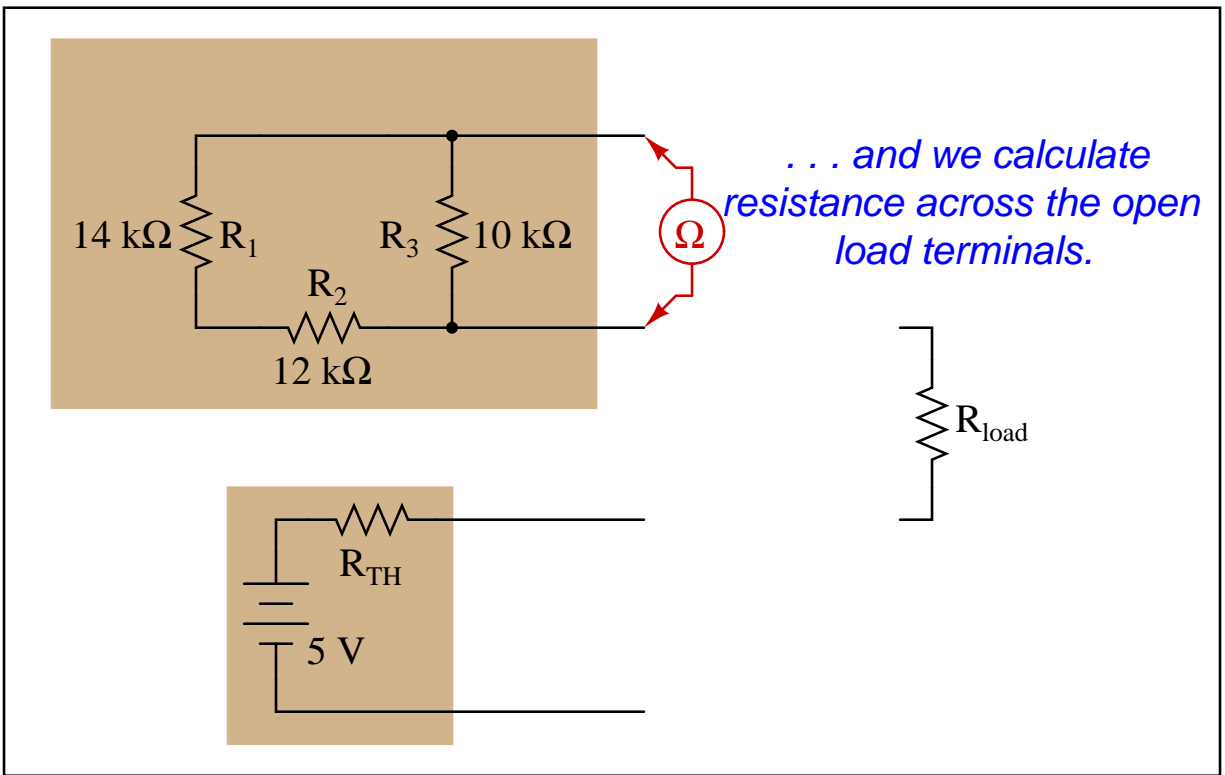 . . . and we calculate
resistance across the open
load terminals.
14 kΩ R1 R3 10 kΩ Ω
R2
12 kΩ
Rload
RTH
5 V